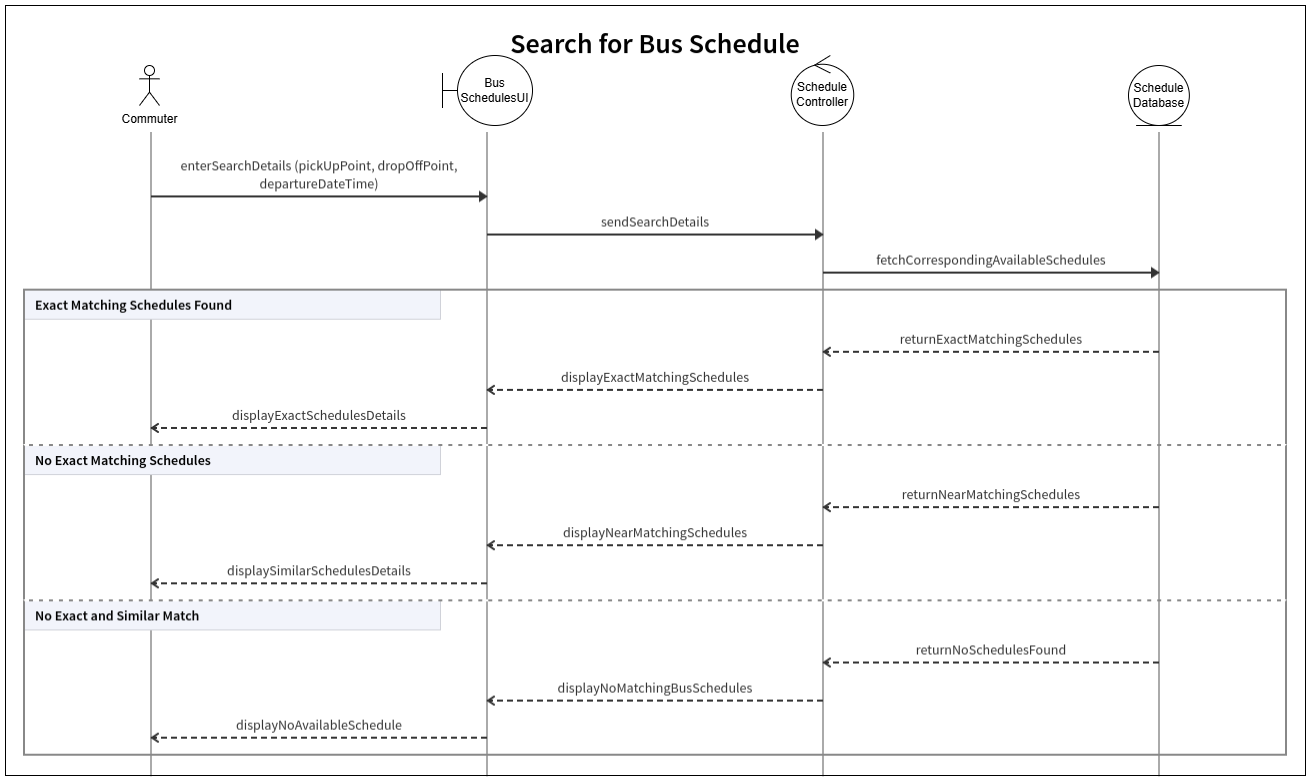 Search for Bus Schedule
Commuter
Bus
SchedulesUI
Schedule
Controller
Schedule
Database
enterSearchDetails (pickUpPoint, dropOffPoint,
departureDateTime)
sendSearchDetails
fetchCorrespondingAvailableSchedules
Exact Matching Schedules Found
returnExactMatchingSchedules
displayExactMatchingSchedules
displayExactSchedulesDetails
No Exact Matching Schedules
returnNearMatchingSchedules
displayNearMatchingSchedules
displaySimilarSchedulesDetails
No Exact and Similar Match
returnNoSchedulesFound
displayNoMatchingBusSchedules
displayNoAvailableSchedule